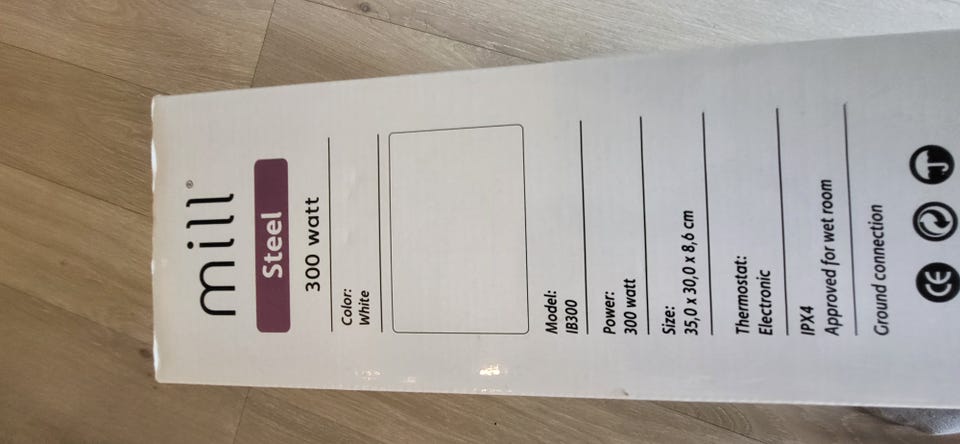 mill®
Steel
300 watt
Color:
White
Model:
IB300
Power:
300 watt
Size:
35,0 x 30,0 x 8,6 cm
Thermostat:
Electronic
IPX4
Approved for wet room
Ground connection
CE